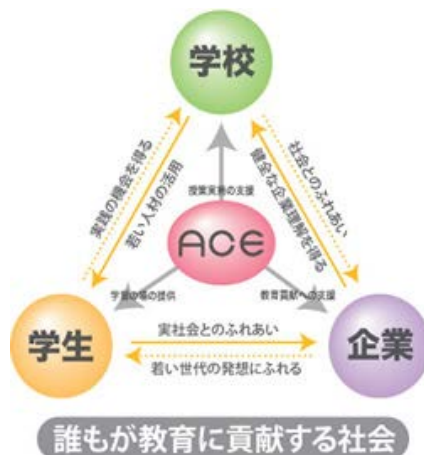 学校
実践の機会を得る
若い人材の活用
社会とのふれあい
健全な企業理解を得る
授業実施の支援
ACE
学習の場の提供
教育貢献への支援
学生
実社会とのふれあい
若い世代の発想にふれる
企業
誰もが教育に貢献する社会